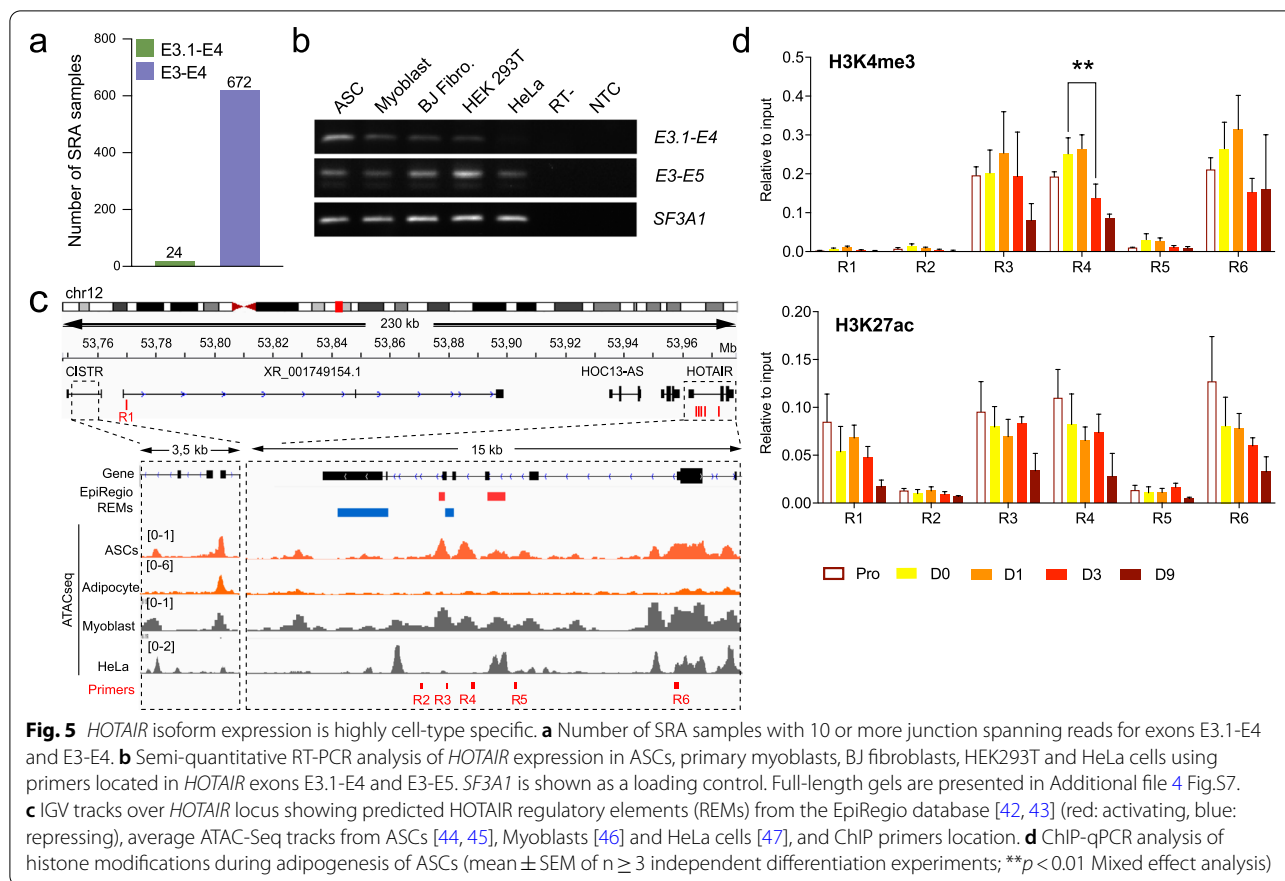 a
Number of SRA samples
800
600
400
200
0
E3.1-E4
E3-E4
24
672
b
ASC
Myoblast
BJ Fibro.
HEK 293T
HeLa
RT-
NTC
E3.1-E4
E3-E5
SF3A1
c
chr12
230 kb
53,76 53,80 53,84 53,86 53,88 53,90 53,92 53,94 53,96 Mb
CISTR XR_001749154.1 HOC13-AS HOTAIR
R1
3,5 kb 15 kb
Gene
EpiRegio
REMs
ATACseq
[0-1]
ASCs
[0-6]
Adipocyte
[0-1]
Myoblast
[0-2]
HeLa
Primers
R2 R3 R4 R5 R6
d
H3K4me3
**
Relative to input
0.5
0.4
0.3
0.2
0.1
0.0
R1 R2 R3 R4 R5 R6
H3K27ac
Relative to input
0.20
0.15
0.10
0.05
0.00
R1 R2 R3 R4 R5 R6
Pro D0 D1 D3 D9
Fig. 5 HOTAIR isoform expression is highly cell-type specific. a Number of SRA samples with 10 or more junction spanning reads for exons E3.1-E4
and E3-E4. b Semi-quantitative RT-PCR analysis of HOTAIR expression in ASCs, primary myoblasts, BJ fibroblasts, HEK293T and HeLa cells using
primers located in HOTAIR exons E3.1-E4 and E3-E5. SF3A1 is shown as a loading control. Full-length gels are presented in Additional file 4 Fig.S7.
c IGV tracks over HOTAIR locus showing predicted HOTAIR regulatory elements (REMs) from the EpiRegio database [42, 43] (red: activating, blue:
repressing), average ATAC-Seq tracks from ASCs [44, 45], Myoblasts [46] and HeLa cells [47], and ChIP primers location. d ChIP-qPCR analysis of
histone modifications during adipogenesis of ASCs (mean ± SEM of n ≥ 3 independent differentiation experiments; **p < 0.01 Mixed effect analysis)